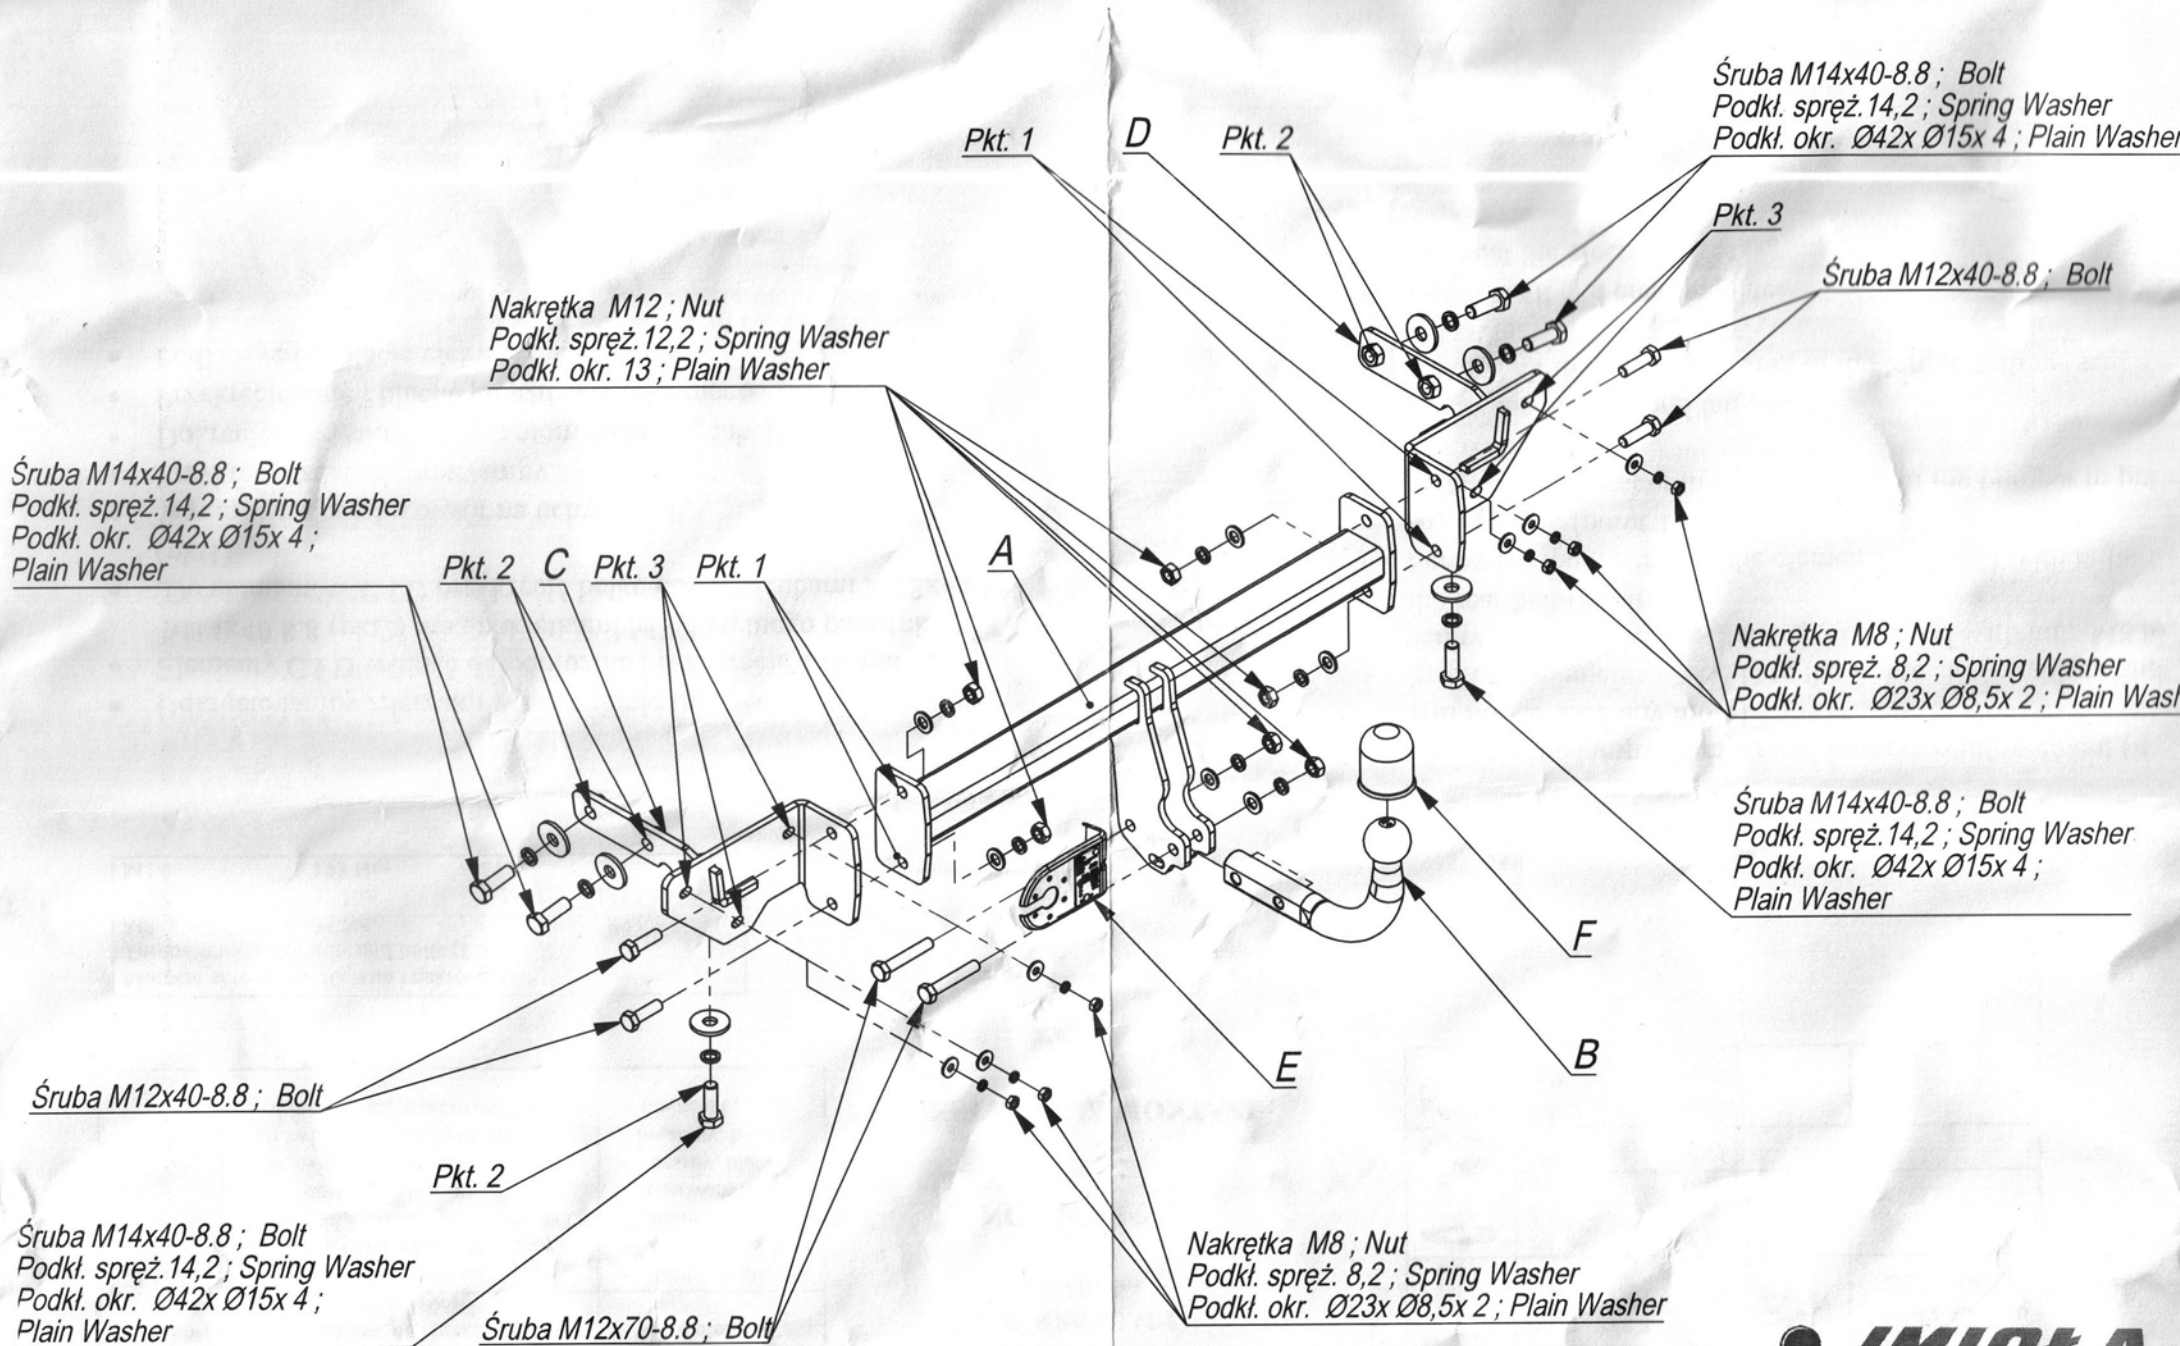 Śruba M14x40-8.8 ; Bolt
Podkł. spręż.14,2 ; Spring Washer
Podkł. okr. Ø42x Ø15x 4 ; Plain Washer
Pkt. 1
D
Pkt. 2
Pkt. 3
Śruba M12x40-8.8 ; Bolt
Nakrętka M12 ; Nut
Podkł. spręż.12,2 ; Spring Washer
Podkł. okr. 13 ; Plain Washer
Śruba M14x40-8.8 ; Bolt
Podkł. spręż.14,2 ; Spring Washer
Podkł. okr. Ø42x Ø15x 4 ;
Plain Washer
Pkt. 2
C
Pkt. 3
Pkt. 1
A
Nakrętka M8 ; Nut
Podkł. spręż. 8,2 ; Spring Washer
Podkł. okr. Ø23x Ø8,5x 2 ; Plain Wash
Śruba M14x40-8.8 ; Bolt
Podkł. spręż.14,2 ; Spring Washer
Podkł. okr. Ø42x Ø15x 4 ;
Plain Washer
F
E
B
Śruba M12x40-8.8 ; Bolt
Pkt. 2
Śruba M14x40-8.8 ; Bolt
Podkł. spręż.14,2 ; Spring Washer
Podkł. okr. Ø42x Ø15x 4 ;
Plain Washer
Śruba M12x70-8.8 ; Bolt
Nakrętka M8 ; Nut
Podkł. spręż. 8,2 ; Spring Washer
Podkł. okr. Ø23x Ø8,5x 2 ; Plain Washer
IMIOŁA